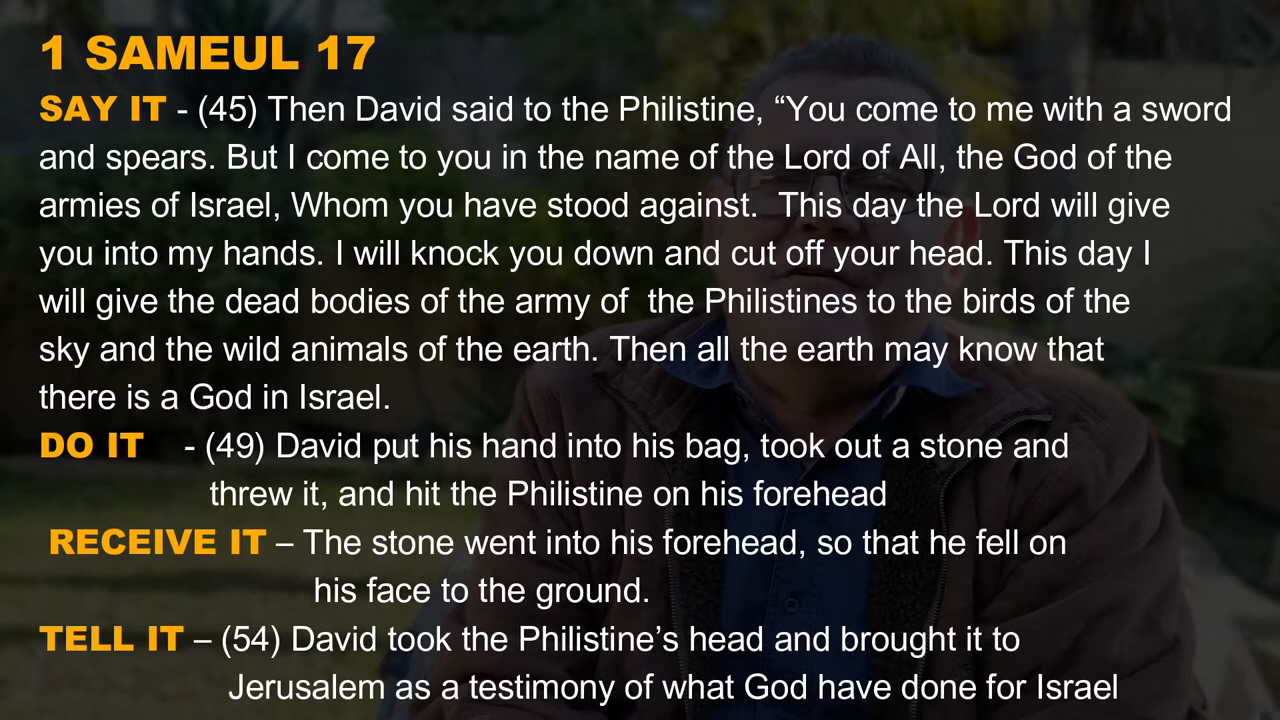 1 SAMEUL 17
SAY IT - (45) Then David said to the Philistine, “You come to me with a sword
and spears. But I come to you in the name of the Lord of All, the God of the
armies of Israel, Whom you have stood against.  This day the Lord will give
you into my hands. I will knock you down and cut off your head. This day I
will give the dead bodies of the army of  the Philistines to the birds of the
sky and the wild animals of the earth. Then all the earth may know that
there is a God in Israel.
DO IT - (49) David put his hand into his bag, took out a stone and
threw it, and hit the Philistine on his forehead
RECEIVE IT – The stone went into his forehead, so that he fell on
his face to the ground.
TELL IT – (54) David took the Philistine’s head and brought it to
Jerusalem as a testimony of what God have done for Israel